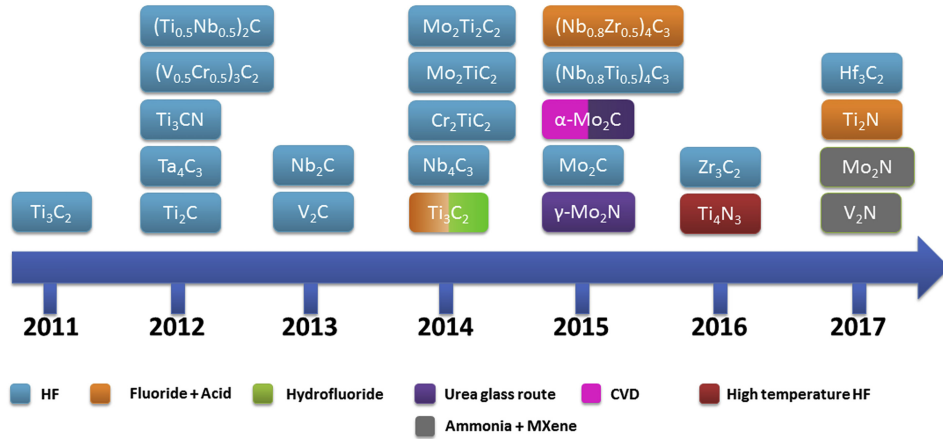 (Ti₀.₅Nb₀.₅)₂C Mo₂Ti₂C₂ (Nb₀.₈Zr₀.₅)₄C₃
(V₀.₅Cr₀.₅)₃C₂ Mo₂TiC₂ (Nb₀.₈Ti₀.₅)₄C₃ Hf₃C₂
Ti₃CN Cr₂TiC₂ α-Mo₂C Ti₂N
Ta₄C₃ Nb₂C Nb₄C₃ Mo₂C Zr₃C₂ Mo₂N
Ti₃C₂ Ti₂C V₂C Ti₃C₂ γ-Mo₂N Ti₄N₃ V₂N
2011 2012 2013 2014 2015 2016 2017
HF Fluoride + Acid Hydrofluoride Urea glass route CVD High temperature HF
Ammonia + MXene